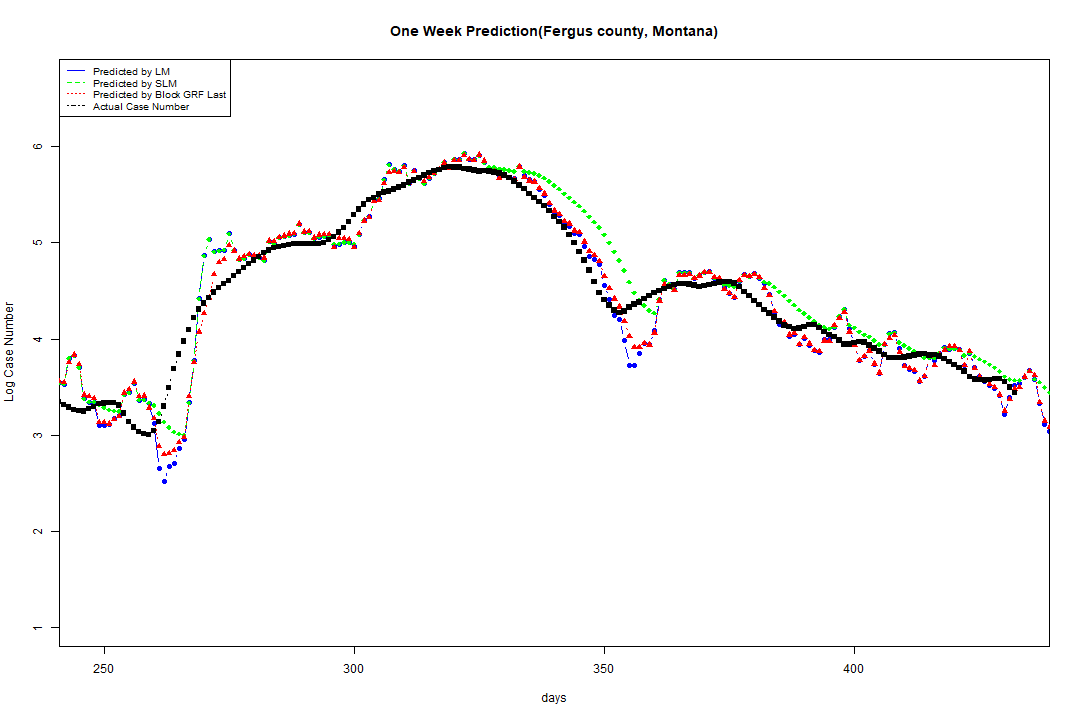 One Week Prediction(Fergus county, Montana)
Predicted by LM
Predicted by SLM
Predicted by Block GRF Last
Actual Case Number
6
5
4
3
2
1
Log Case Number
250 300 350 400
days